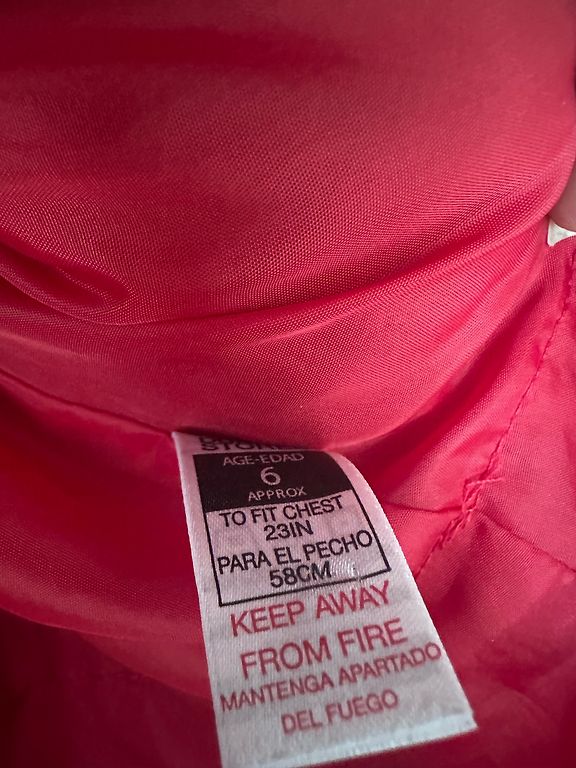 AGE-EDAD
6
APPROX
TO FIT CHEST
23IN
PARA EL PECHO
58CM
KEEP AWAY
FROM FIRE
MANTENGA APARTADO
DEL FUEGO